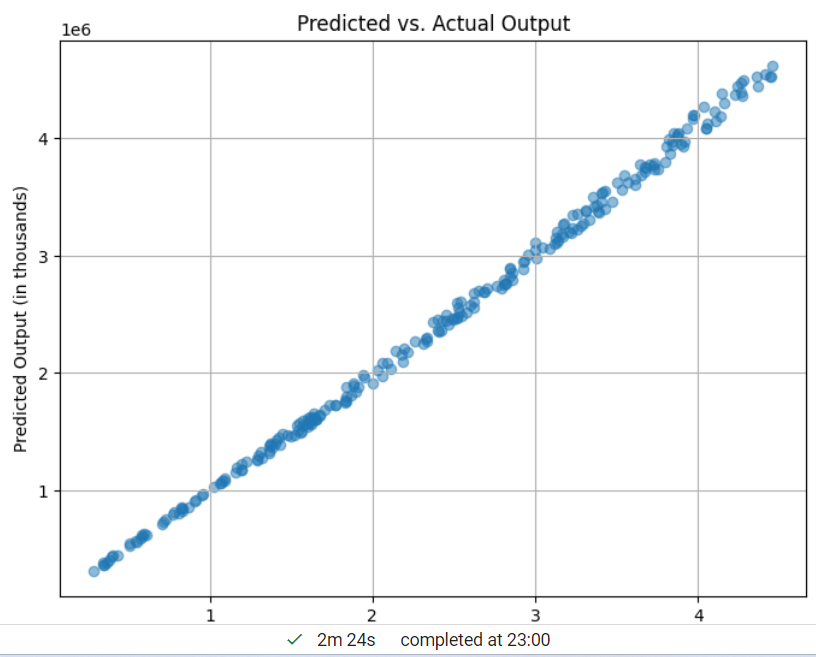 Predicted vs. Actual Output
1e6
4
3
2
1
Predicted Output (in thousands)
1 2 3 4
2m 24s completed at 23:00